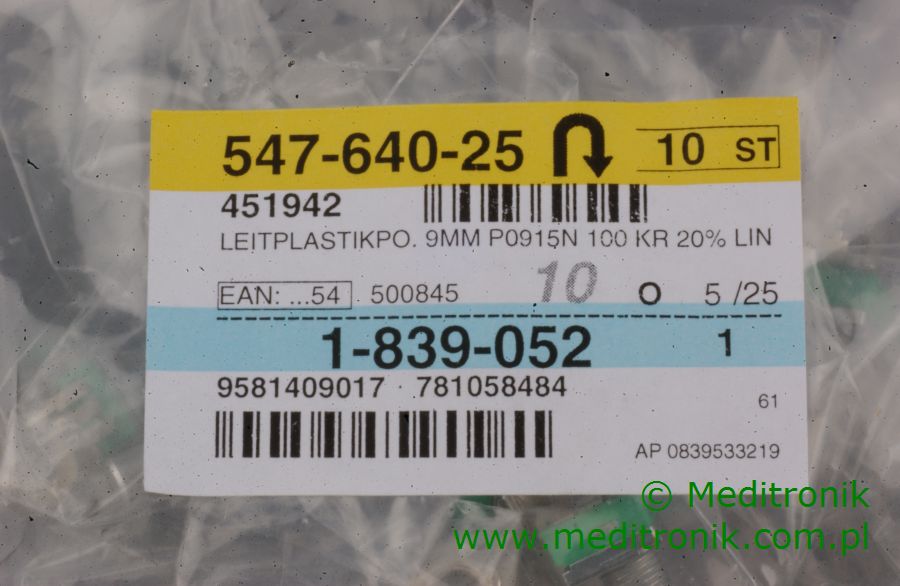 547-640-25 10 ST
451942
LEITPLASTIKPO. 9MM P0915N 100 KR 20% LIN
EAN: ...54 500845 10 O 5 /25
1-839-052 1
9581409017 · 781058484
61
AP 0839533219
© Meditronik
www.meditronik.com.pl